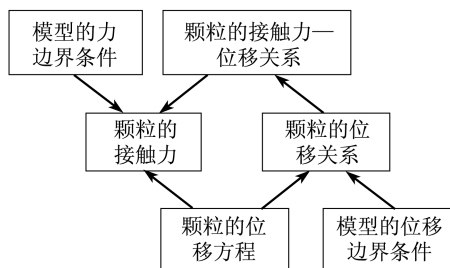 模型的力
边界条件
颗粒的接触力—
位移关系
颗粒的
接触力
颗粒的位
移关系
颗粒的位
移方程
模型的位移
边界条件